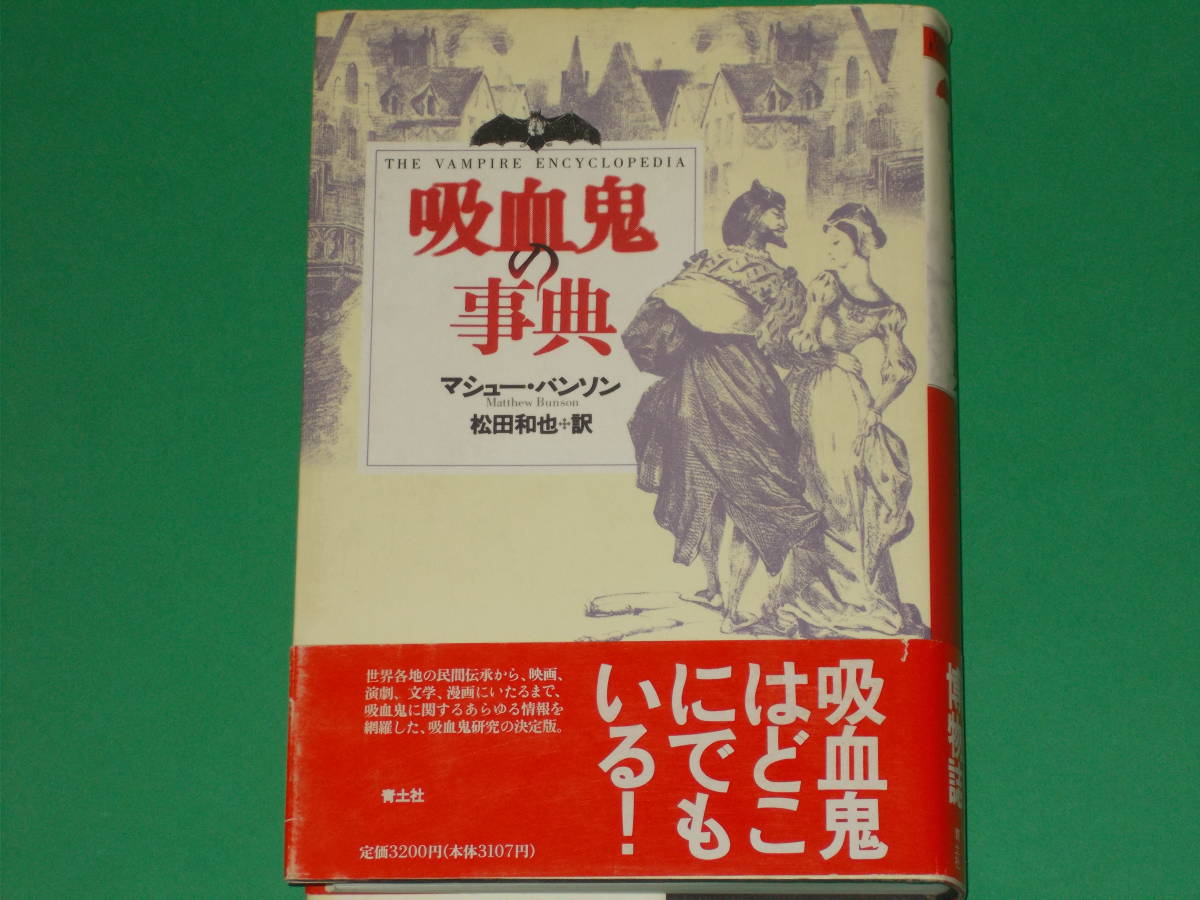 THE VAMPIRE ENCYCLOPEDIA
吸血鬼
の
事典
マシュー・バンソン
Matthew Bunson
松田和也✣訳
吸血鬼
はどこ
にでも
いる!
世界各地の民間伝承から、映画、
演劇、文学、漫画にいたるまで、
吸血鬼に関するあらゆる情報を
網羅した、吸血鬼研究の決定版。
青土社
定価3200円(本体3107円)
博物誌